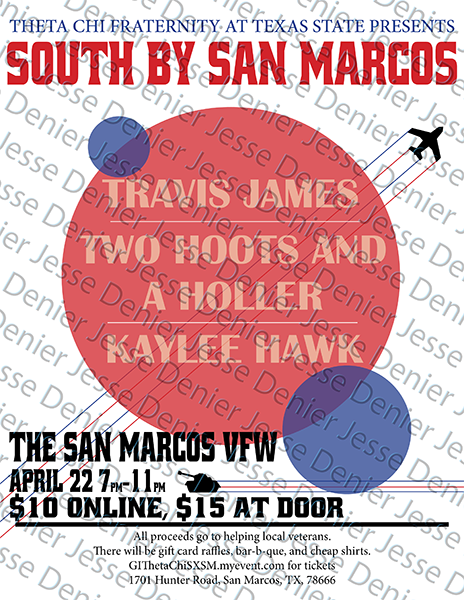 THETA CHI FRATERNITY AT TEXAS STATE PRESENTS
SOUTH BY SAN MARCOS
TRAVIS JAMES
TWO HOOTS AND
A HOLLER
KAYLEE HAWK
THE SAN MARCOS VFW
APRIL 22 7PM-11PM
$10 ONLINE, $15 AT DOOR
All proceeds go to helping local veterans.
There will be gift card raffles, bar-b-que, and cheap shirts.
GIThetaChiSXSM.myevent.com for tickets
1701 Hunter Road, San Marcos, TX, 78666
Jesse Denier